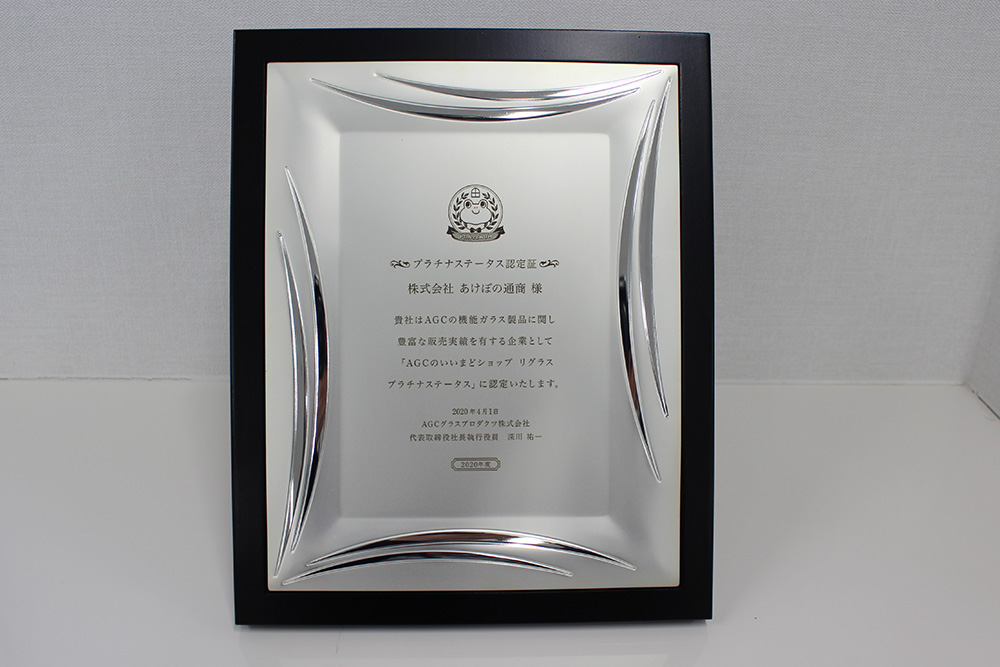 プラチナステータス認定証
株式会社 あけぼの通商 様
貴社はAGCの機能ガラス製品に関し
豊富な販売実績を有する企業として
「AGCのいいまどショップ リグラス
プラチナステータス」に認定いたします。
2020年4月1日
AGCグラスプロダクツ株式会社
代表取締役社長執行役員 深川 祐一
2020年度